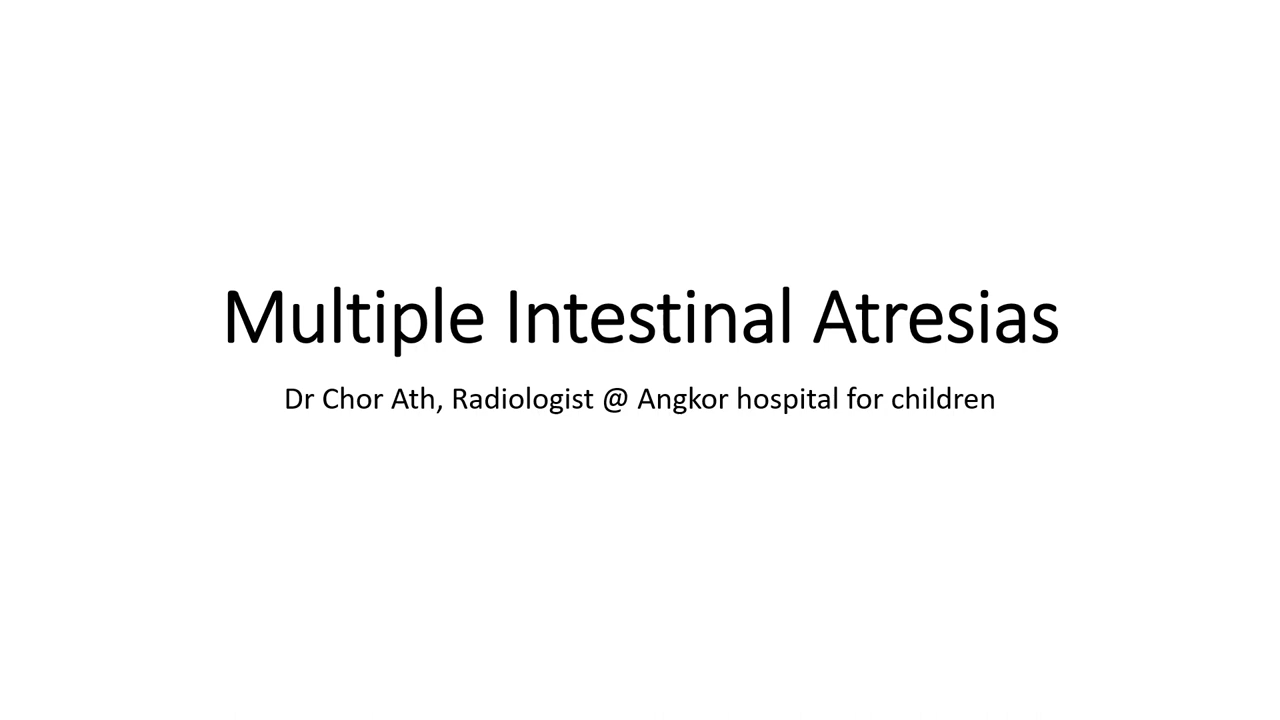 Multiple Intestinal Atresias
Dr Chor Ath, Radiologist @ Angkor hospital for children